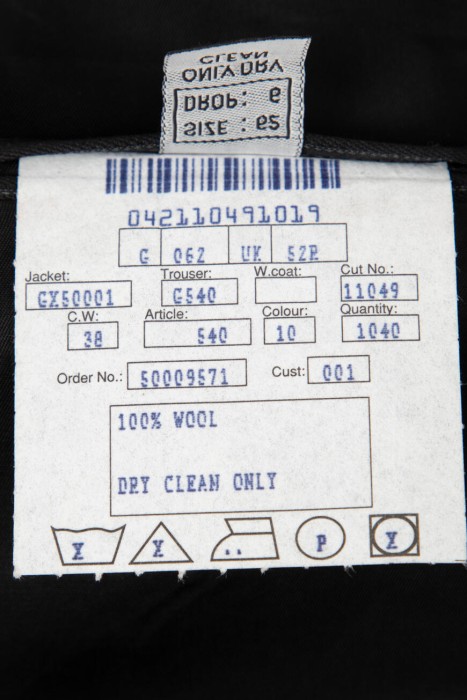 SIZE : 62
DROP: 6
ONLY DRY
CLEAN
042110491019
G 062 UK 52R
Jacket: Trouser: W.coat: Cut No.:
GX50001 G540 11049
C.W: Article: Colour: Quantity:
38 540 10 1040
Order No.: 50009571 Cust: 001
100% WOOL
DRY CLEAN ONLY
X X P X